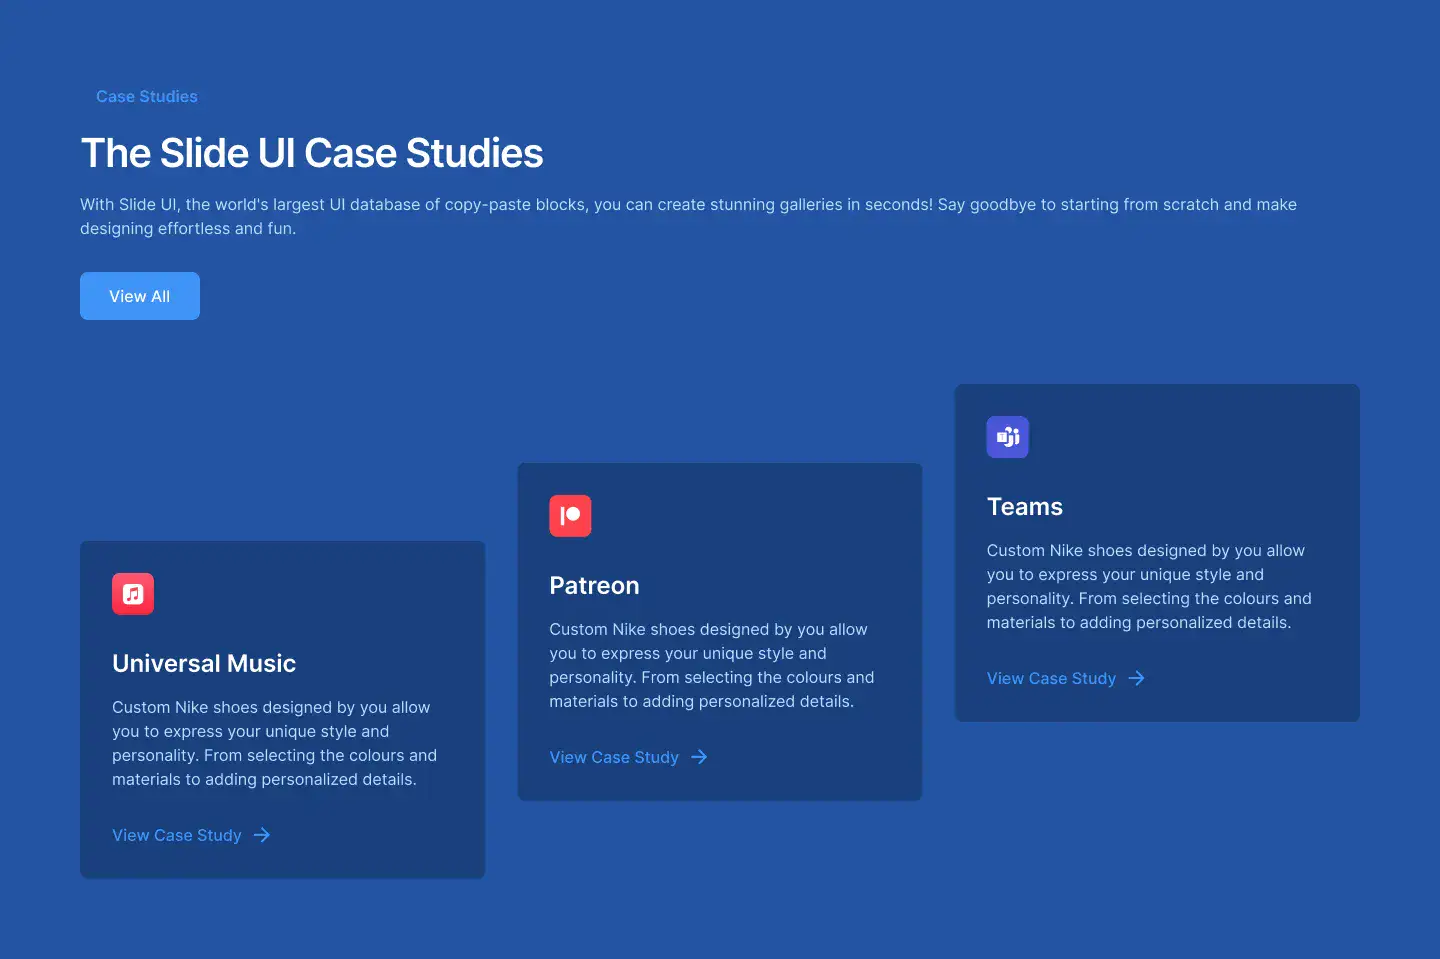 Case Studies
The Slide UI Case Studies
With Slide UI, the world's largest UI database of copy-paste blocks, you can create stunning galleries in seconds! Say goodbye to starting from scratch and make
designing effortless and fun.
View All
Universal Music
Custom Nike shoes designed by you allow
you to express your unique style and
personality. From selecting the colours and
materials to adding personalized details.
View Case Study
Patreon
Custom Nike shoes designed by you allow
you to express your unique style and
personality. From selecting the colours and
materials to adding personalized details.
View Case Study
Teams
Custom Nike shoes designed by you allow
you to express your unique style and
personality. From selecting the colours and
materials to adding personalized details.
View Case Study